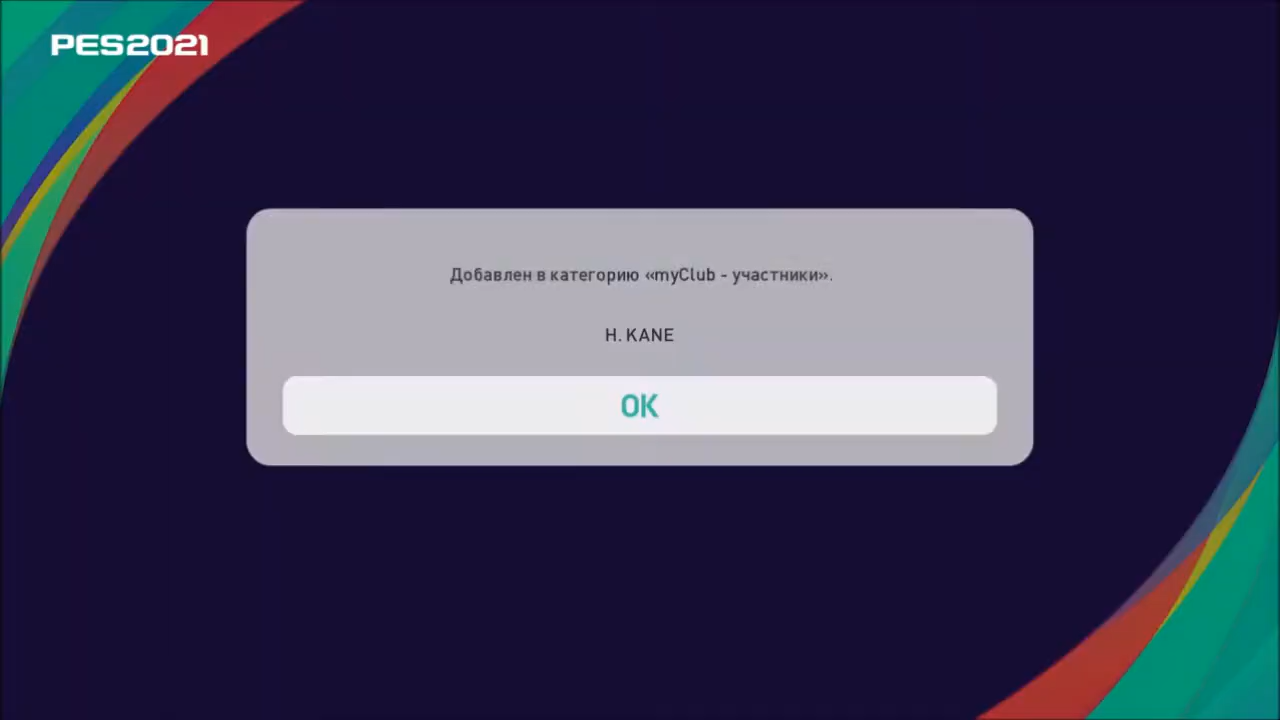 PES2021
Добавлен в категорию «myClub - участники».
H. KANE
OK